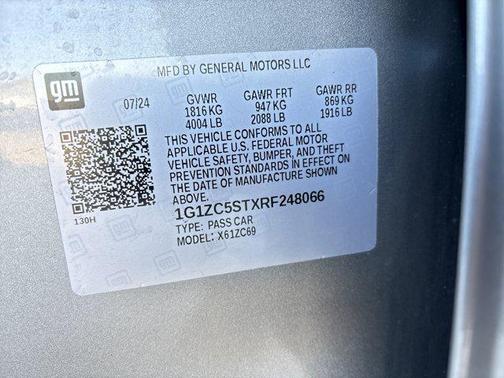 gm
MFD BY GENERAL MOTORS LLC
07/24 GVWR GAWR FRT GAWR RR
1816 KG 947 KG 869 KG
4004 LB 2088 LB 1916 LB
THIS VEHICLE CONFORMS TO ALL
APPLICABLE U.S. FEDERAL MOTOR
VEHICLE SAFETY, BUMPER, AND THEFT
PREVENTION STANDARDS IN EFFECT ON
THE DATE OF MANUFACTURE SHOWN
ABOVE.
130H
1G1ZC5STXRF248066
TYPE: PASS CAR
MODEL: X61ZC69